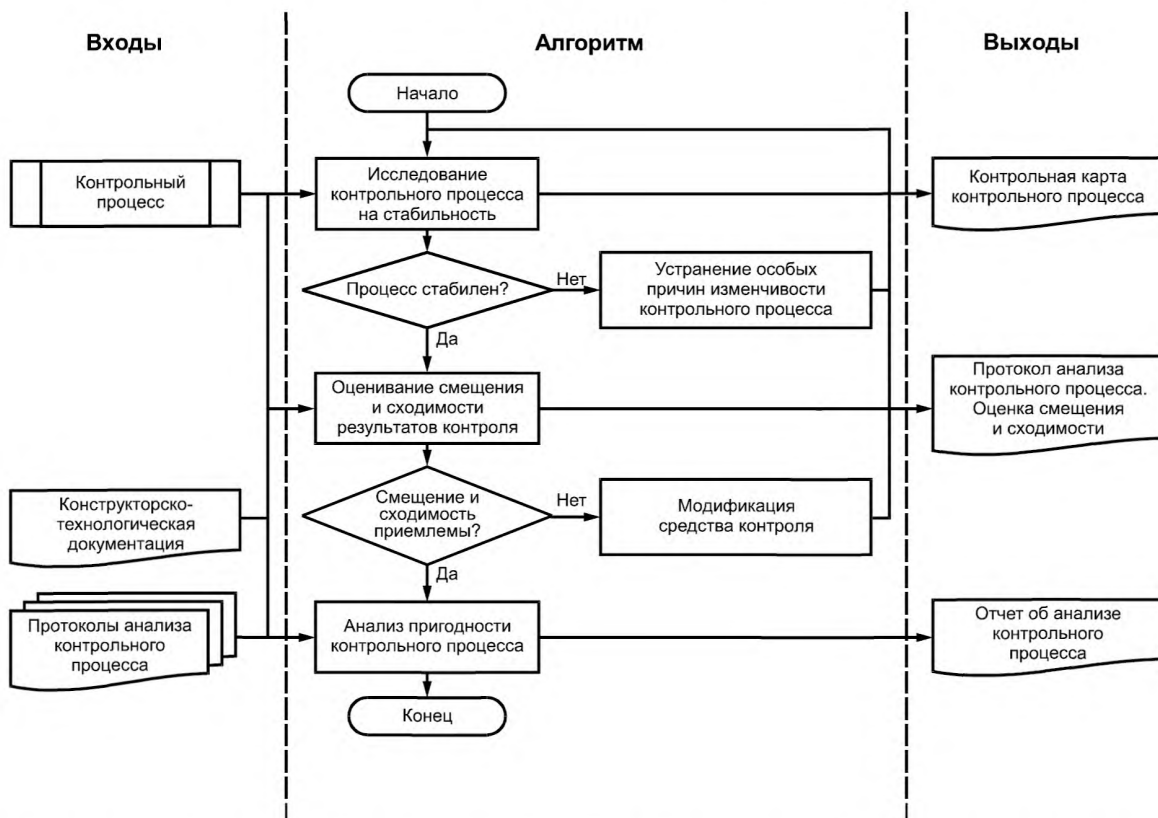 Входы
Алгоритм
Выходы
Начало
Контрольный
процесс
Исследование
контрольного процесса
на стабильность
Контрольная карта
контрольного процесса
Процесс стабилен?
Нет
Устранение особых
причин изменчивости
контрольного процесса
Да
Оценивание смещения
и сходимости
результатов контроля
Протокол анализа
контрольного процесса.
Оценка смещения
и сходимости
Конструкторско-
технологическая
документация
Смещение и
сходимость
приемлемы?
Нет
Модификация
средства контроля
Да
Протоколы анализа
контрольного
процесса
Анализ пригодности
контрольного процесса
Отчет об анализе
контрольного
процесса
Конец